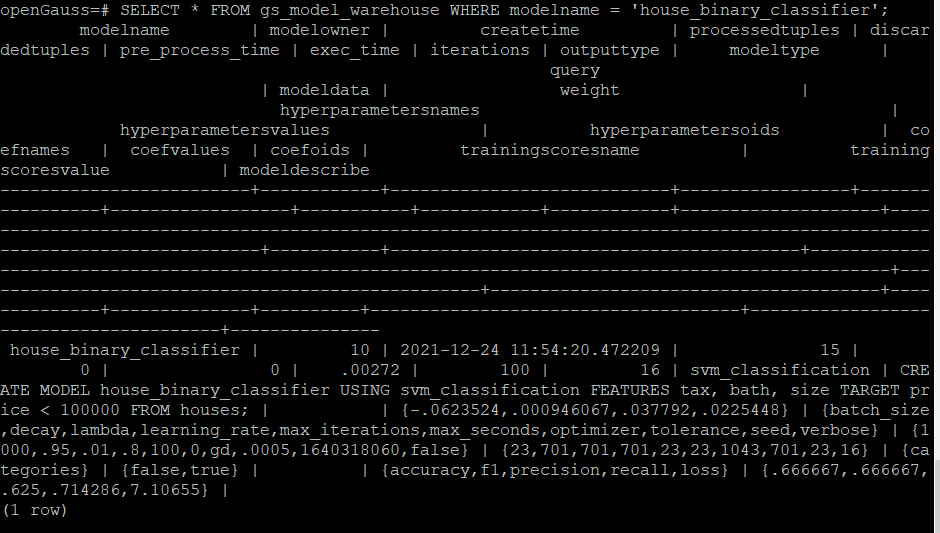 openGauss=# SELECT * FROM gs_model_warehouse WHERE modelname = 'house_binary_classifier';
        modelname        | modelowner |         createtime         | processedtuples | discar
dedtuples | pre_process_time | exec_time | iterations | outputtype |     modeltype      |
                                                       query
                          | modeldata |                 weight                  |
                            hyperparametersnames                                         |
            hyperparametersvalues               |          hyperparametersoids          | co
efnames   |  coefvalues  | coefoids |         trainingscoresname          |          training
scoresvalue           | modeldescribe
-------------------------+------------+----------------------------+-----------------+-------
----------+------------------+-----------+------------+------------+--------------------+----
---------------------------------------------------------------------------------------------
--------------------------+-----------+-----------------------------------------+------------
-----------------------------------------------------------------------------------------+---
------------------------------------------------+---------------------------------------+----
----------+--------------+----------+-------------------------------------+------------------
----------------------+---------------
 house_binary_classifier |         10 | 2021-12-24 11:54:20.472209 |              15 |
        0 |                0 |    .00272 |        100 |         16 | svm_classification | CRE
ATE MODEL house_binary_classifier USING svm_classification FEATURES tax, bath, size TARGET pr
ice < 100000 FROM houses; |           | {-.0623524,.000946067,.037792,.0225448} | {batch_size
,decay,lambda,learning_rate,max_iterations,max_seconds,optimizer,tolerance,seed,verbose} | {1
000,.95,.01,.8,100,0,gd,.0005,1640318060,false} | {23,701,701,701,23,23,1043,701,23,16} | {ca
tegories} | {false,true} |          | {accuracy,f1,precision,recall,loss} | {.666667,.666667,
.625,.714286,7.10655} |
(1 row)